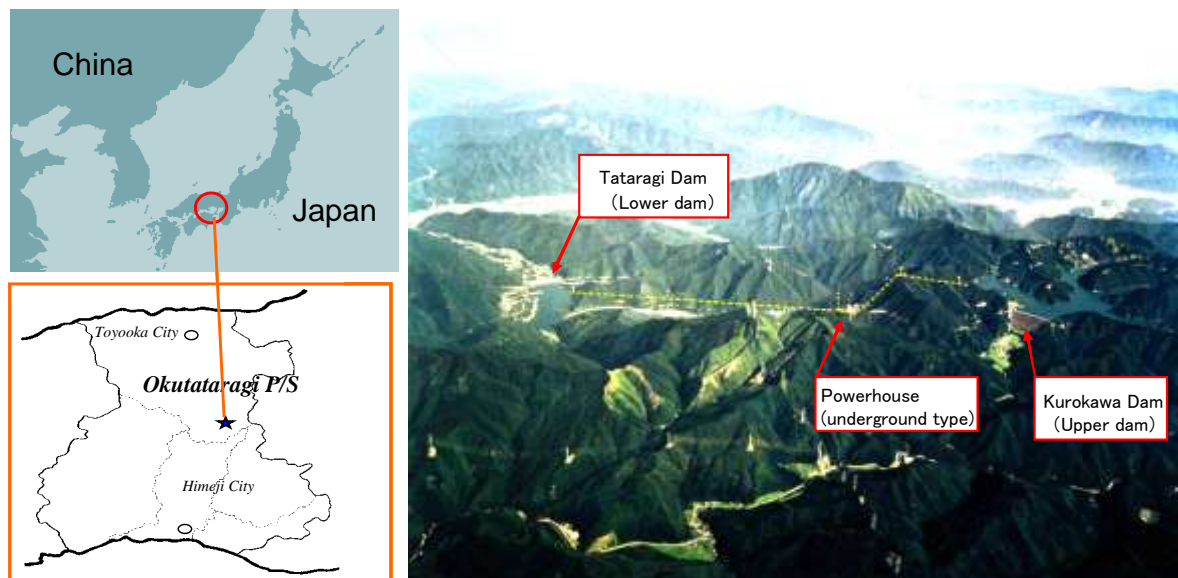 China
Japan
Toyooka City
Okutataragi P/S
Himeji City
Tataragi Dam
(Lower dam)
Powerhouse
(underground type)
Kurokawa Dam
(Upper dam)